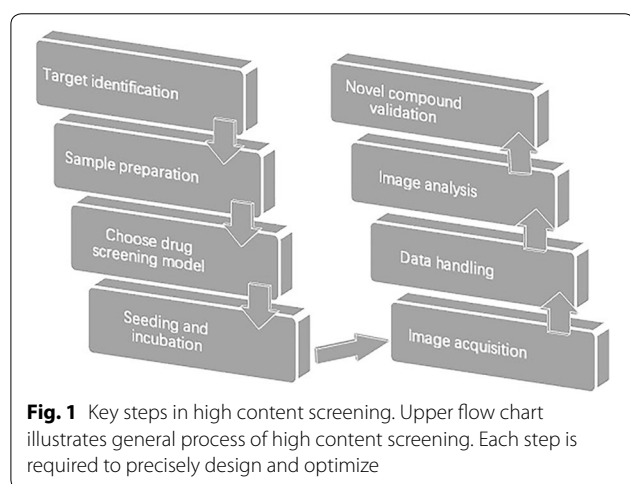 Target identification
Sample preparation
Choose drug
screening model
Seeding and
incubation
Image acquisition
Data handling
Image analysis
Novel compound
validation
Fig. 1 Key steps in high content screening. Upper flow chart
illustrates general process of high content screening. Each step is
required to precisely design and optimize